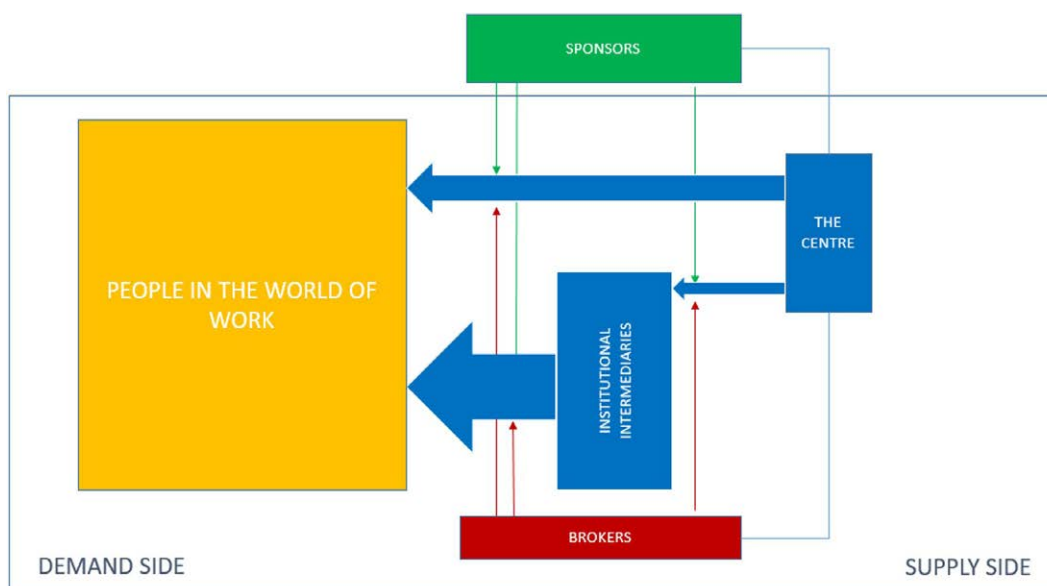 SPONSORS
THE
CENTRE
PEOPLE IN THE WORLD OF
WORK
INSTITUTIONAL
INTERMEDIARIES
BROKERS
DEMAND SIDE
SUPPLY SIDE